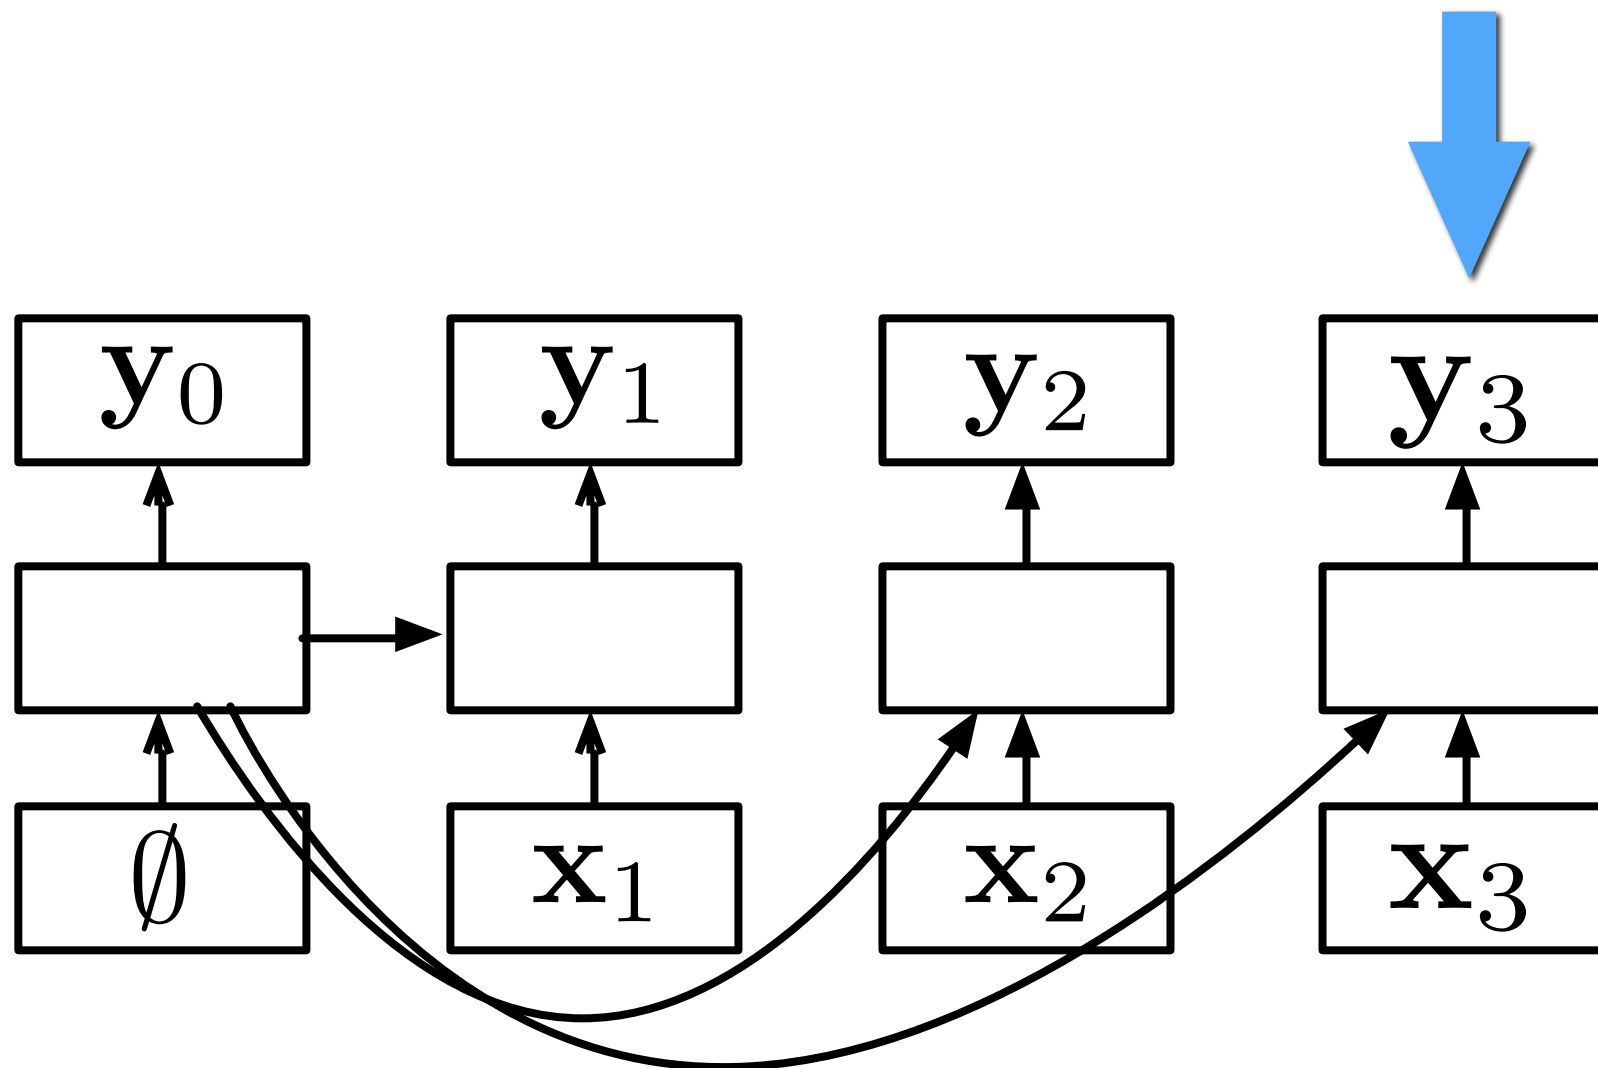 y₀ y₁ y₂ y₃
∅ x₁ x₂ x₃